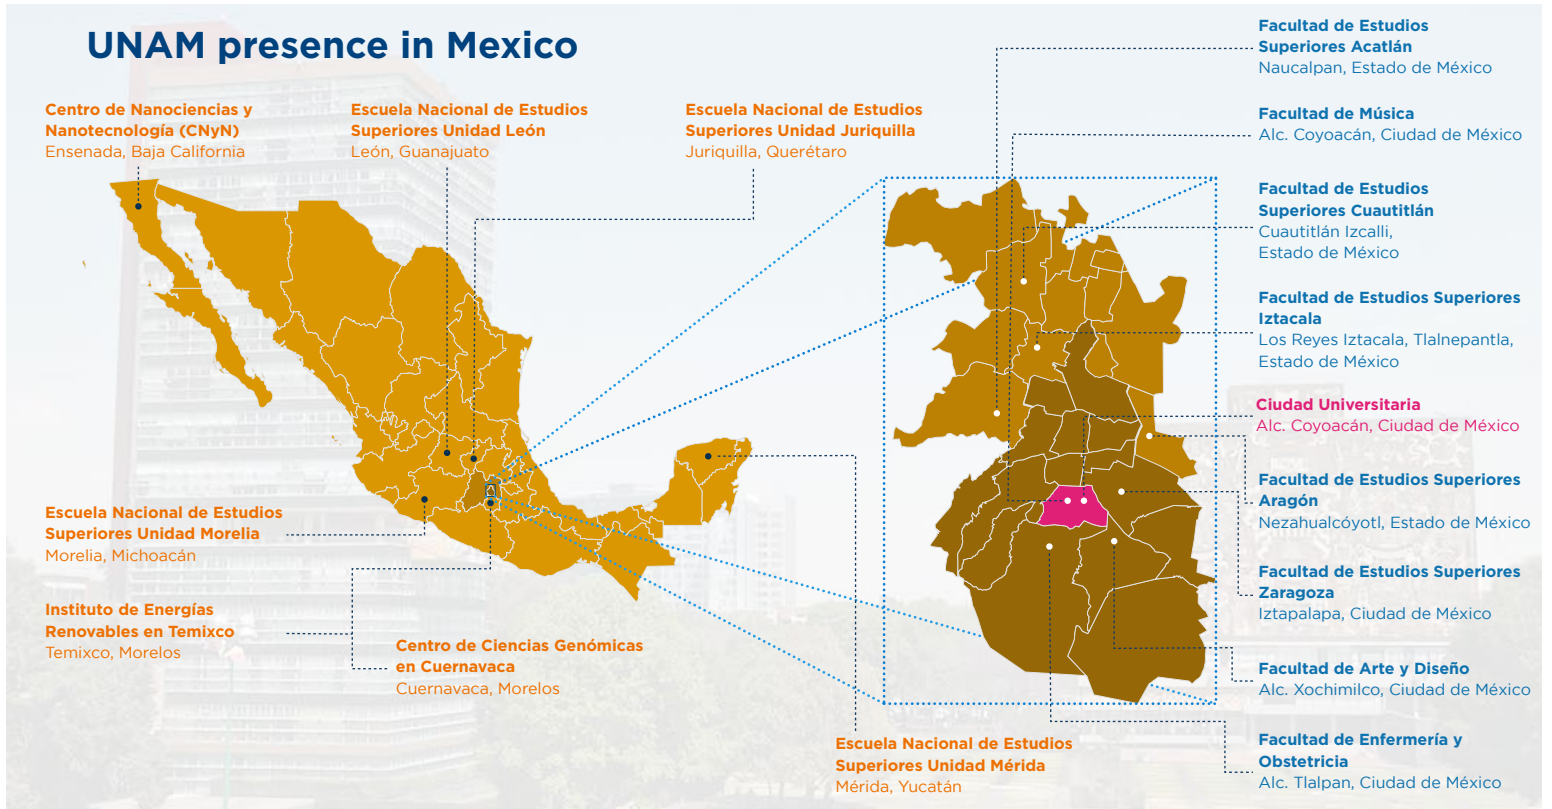 UNAM presence in Mexico
Centro de Nanociencias y
Nanotecnología (CNyN)
Ensenada, Baja California
Escuela Nacional de Estudios
Superiores Unidad León
León, Guanajuato
Escuela Nacional de Estudios
Superiores Unidad Juriquilla
Juriquilla, Querétaro
Escuela Nacional de Estudios
Superiores Unidad Morelia
Morelia, Michoacán
Instituto de Energías
Renovables en Temixco
Temixco, Morelos
Centro de Ciencias Genómicas
en Cuernavaca
Cuernavaca, Morelos
Escuela Nacional de Estudios
Superiores Unidad Mérida
Mérida, Yucatán
Facultad de Estudios
Superiores Acatlán
Naucalpan, Estado de México
Facultad de Música
Alc. Coyoacán, Ciudad de México
Facultad de Estudios
Superiores Cuautitlán
Cuautitlán Izcalli,
Estado de México
Facultad de Estudios Superiores
Iztacala
Los Reyes Iztacala, Tlalnepantla,
Estado de México
Ciudad Universitaria
Alc. Coyoacán, Ciudad de México
Facultad de Estudios Superiores
Aragón
Nezahualcóyotl, Estado de México
Facultad de Estudios Superiores
Zaragoza
Iztapalapa, Ciudad de México
Facultad de Arte y Diseño
Alc. Xochimilco, Ciudad de México
Facultad de Enfermería y
Obstetricia
Alc. Tlalpan, Ciudad de México